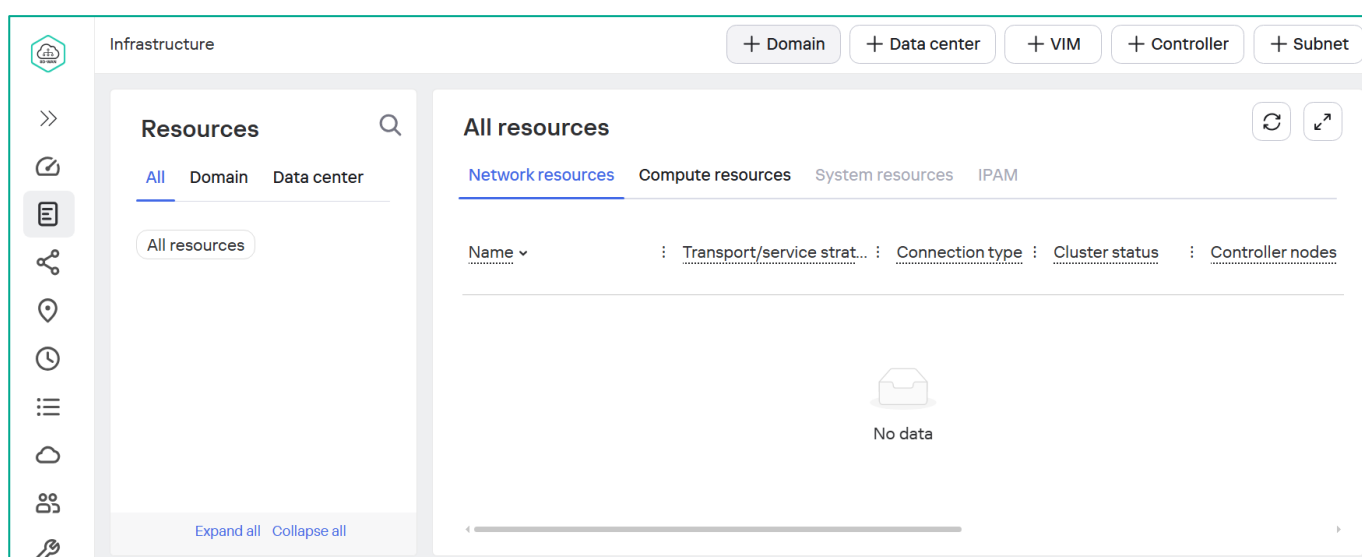 SD-WAN
Infrastructure
+ Domain
+ Data center
+ VIM
+ Controller
+ Subnet
Resources
All Domain Data center
All resources
Expand all Collapse all
All resources
Network resources Compute resources System resources IPAM
Name Transport/service strat... Connection type Cluster status Controller nodes
No data